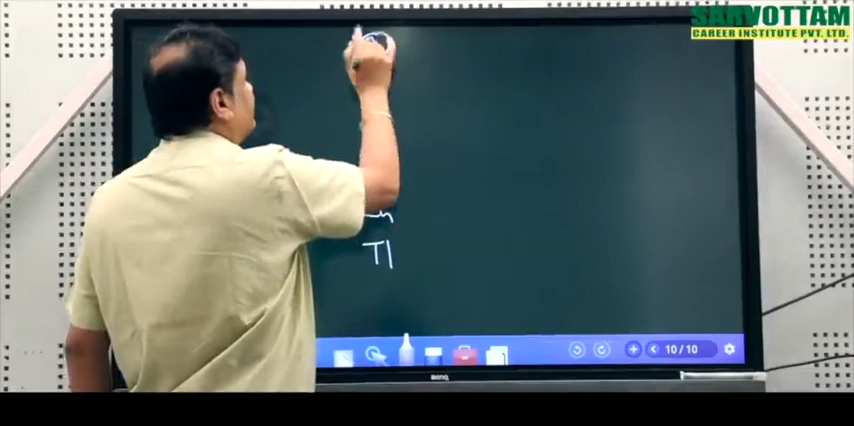 SARVOTTAM
CAREER INSTITUTE PVT. LTD.
Tl
10 / 10
BenQ